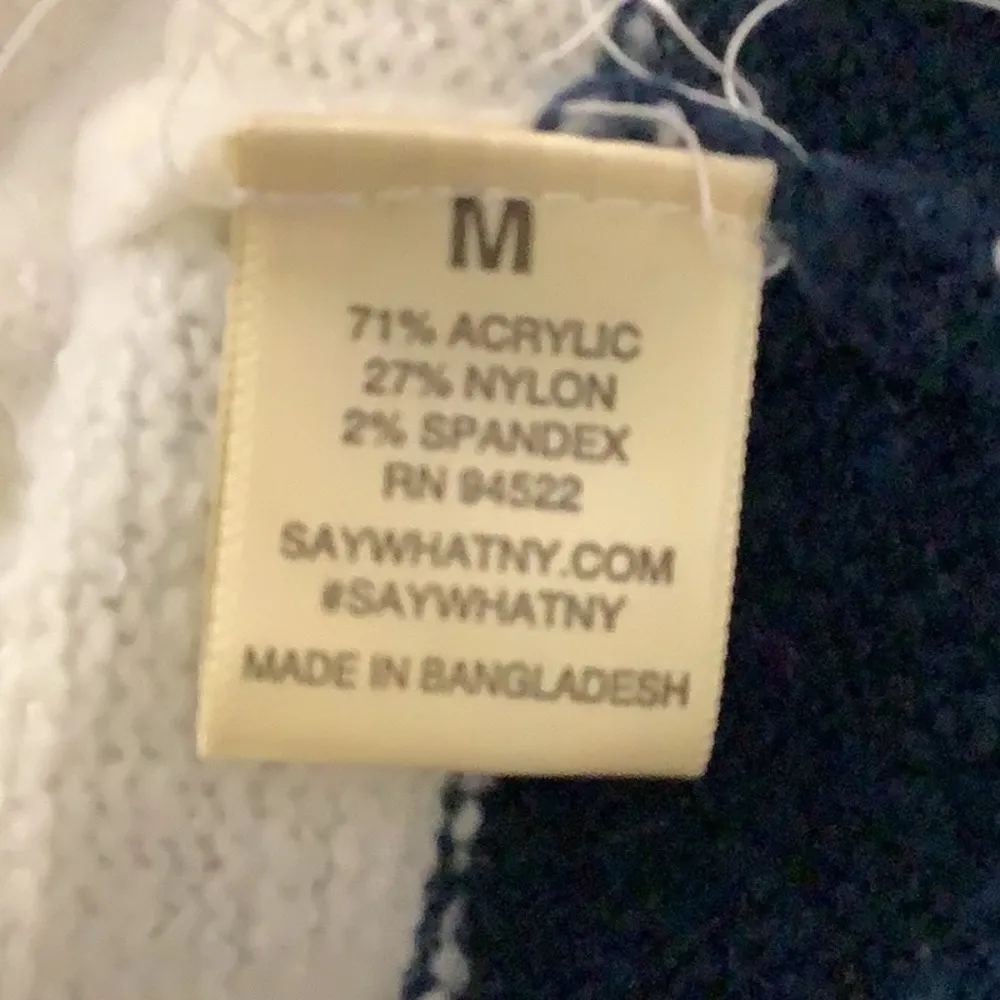 M
71% ACRYLIC
27% NYLON
2% SPANDEX
RN 94522
SAYWHATNY.COM
#SAYWHATNY
MADE IN BANGLADESH